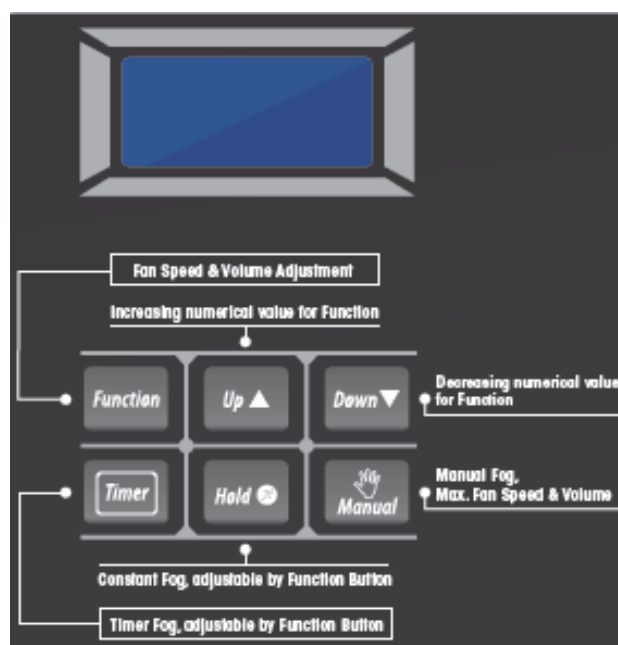 Fan Speed & Volume Adjustment
Increasing numerical value for Function
Function
Up
Down
Decreasing numerical value
for Function
Timer
Hold
Manual
Manual Fog,
Max. Fan Speed & Volume
Constant Fog, adjustable by Function Button
Timer Fog, adjustable by Function Button